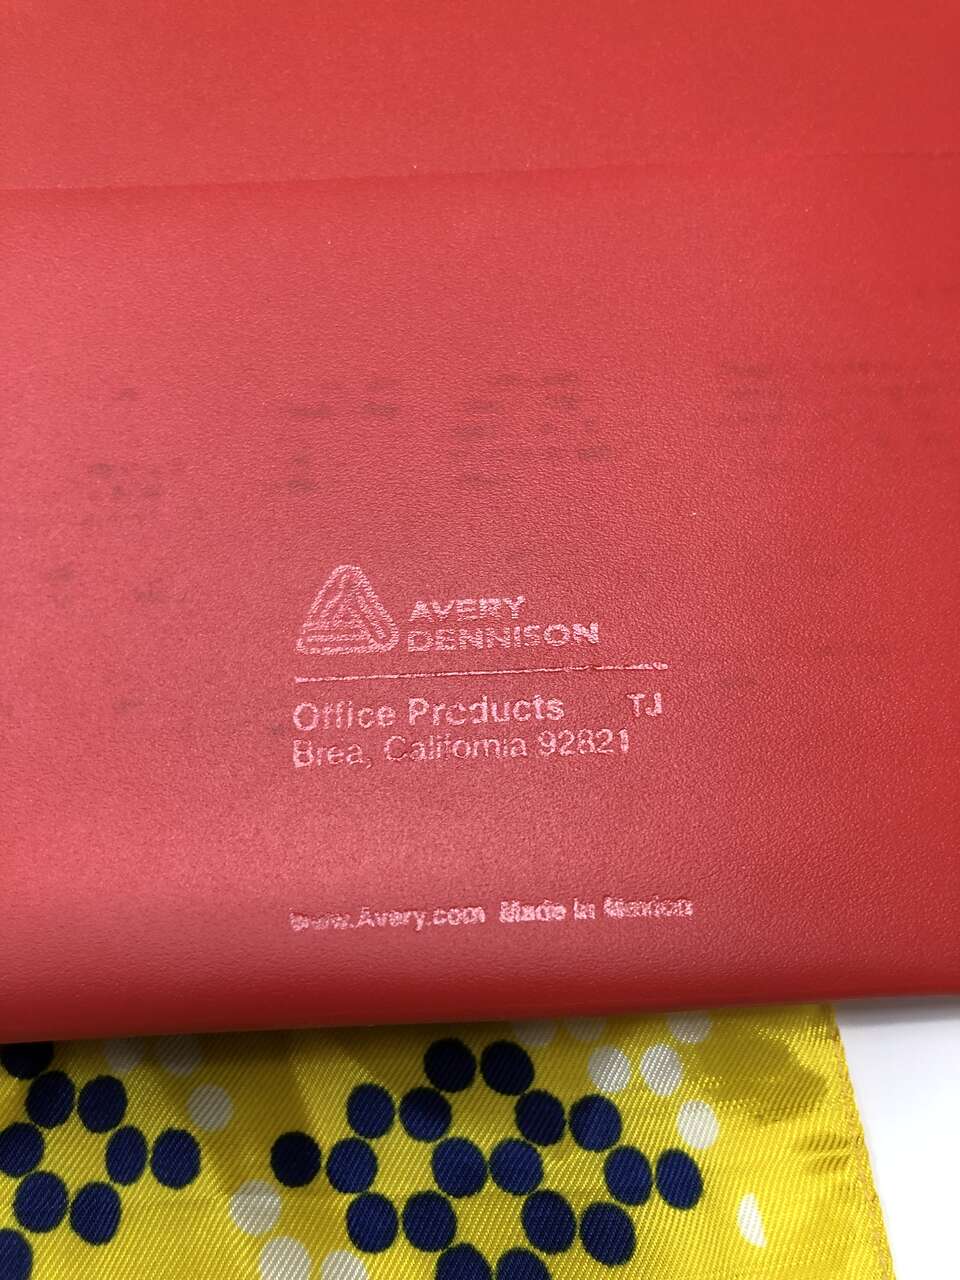 AVERY
DENNISON
Office Products TJ
Brea, California 92821
www.Avery.com Made in Mexico